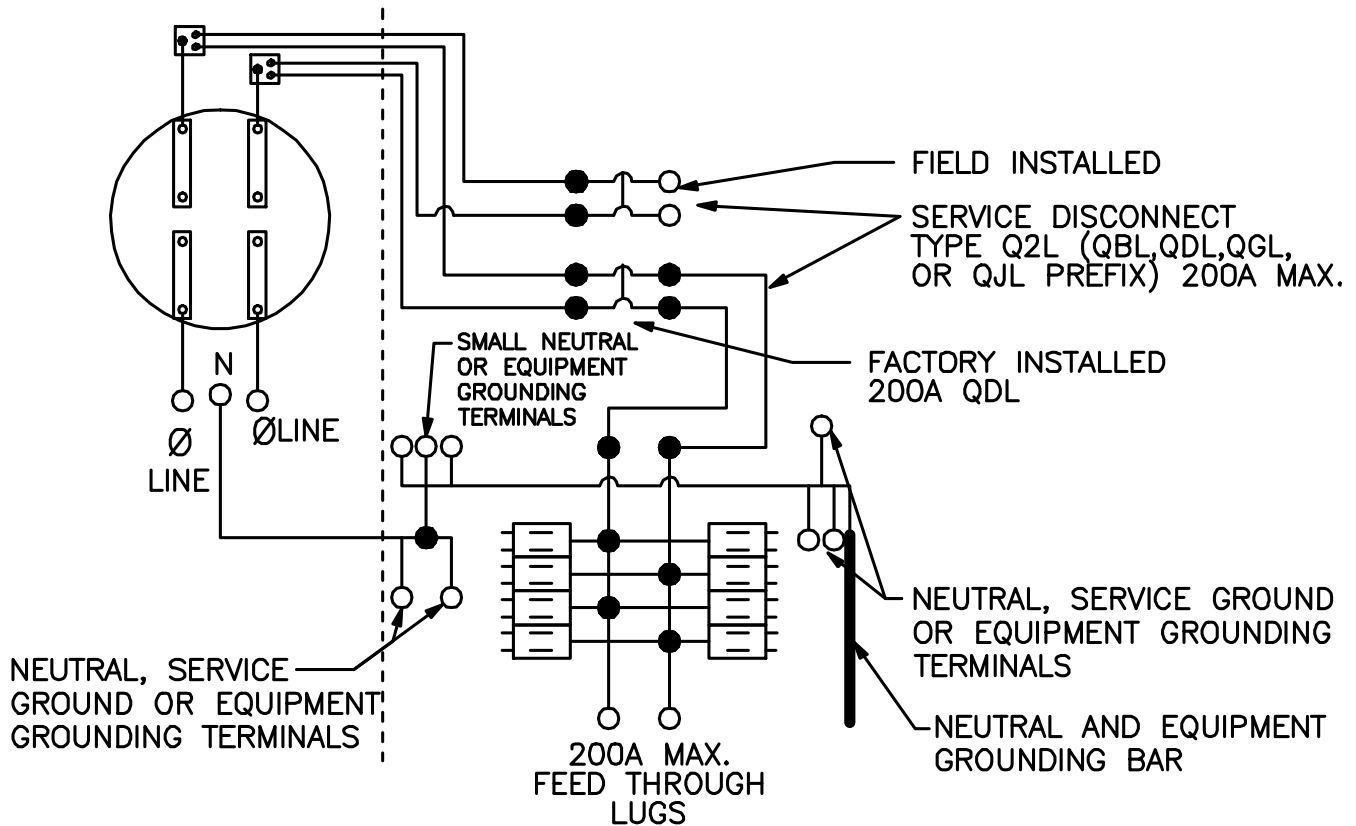 FIELD INSTALLED
SERVICE DISCONNECT
TYPE Q2L (QBL,QDL,QGL,
OR QJL PREFIX) 200A MAX.
SMALL NEUTRAL
OR EQUIPMENT
GROUNDING
TERMINALS
FACTORY INSTALLED
200A QDL
N
Ø
LINE
ØLINE
NEUTRAL, SERVICE GROUND
OR EQUIPMENT GROUNDING
TERMINALS
NEUTRAL, SERVICE
GROUND OR EQUIPMENT
GROUNDING TERMINALS
NEUTRAL AND EQUIPMENT
GROUNDING BAR
200A MAX.
FEED THROUGH
LUGS